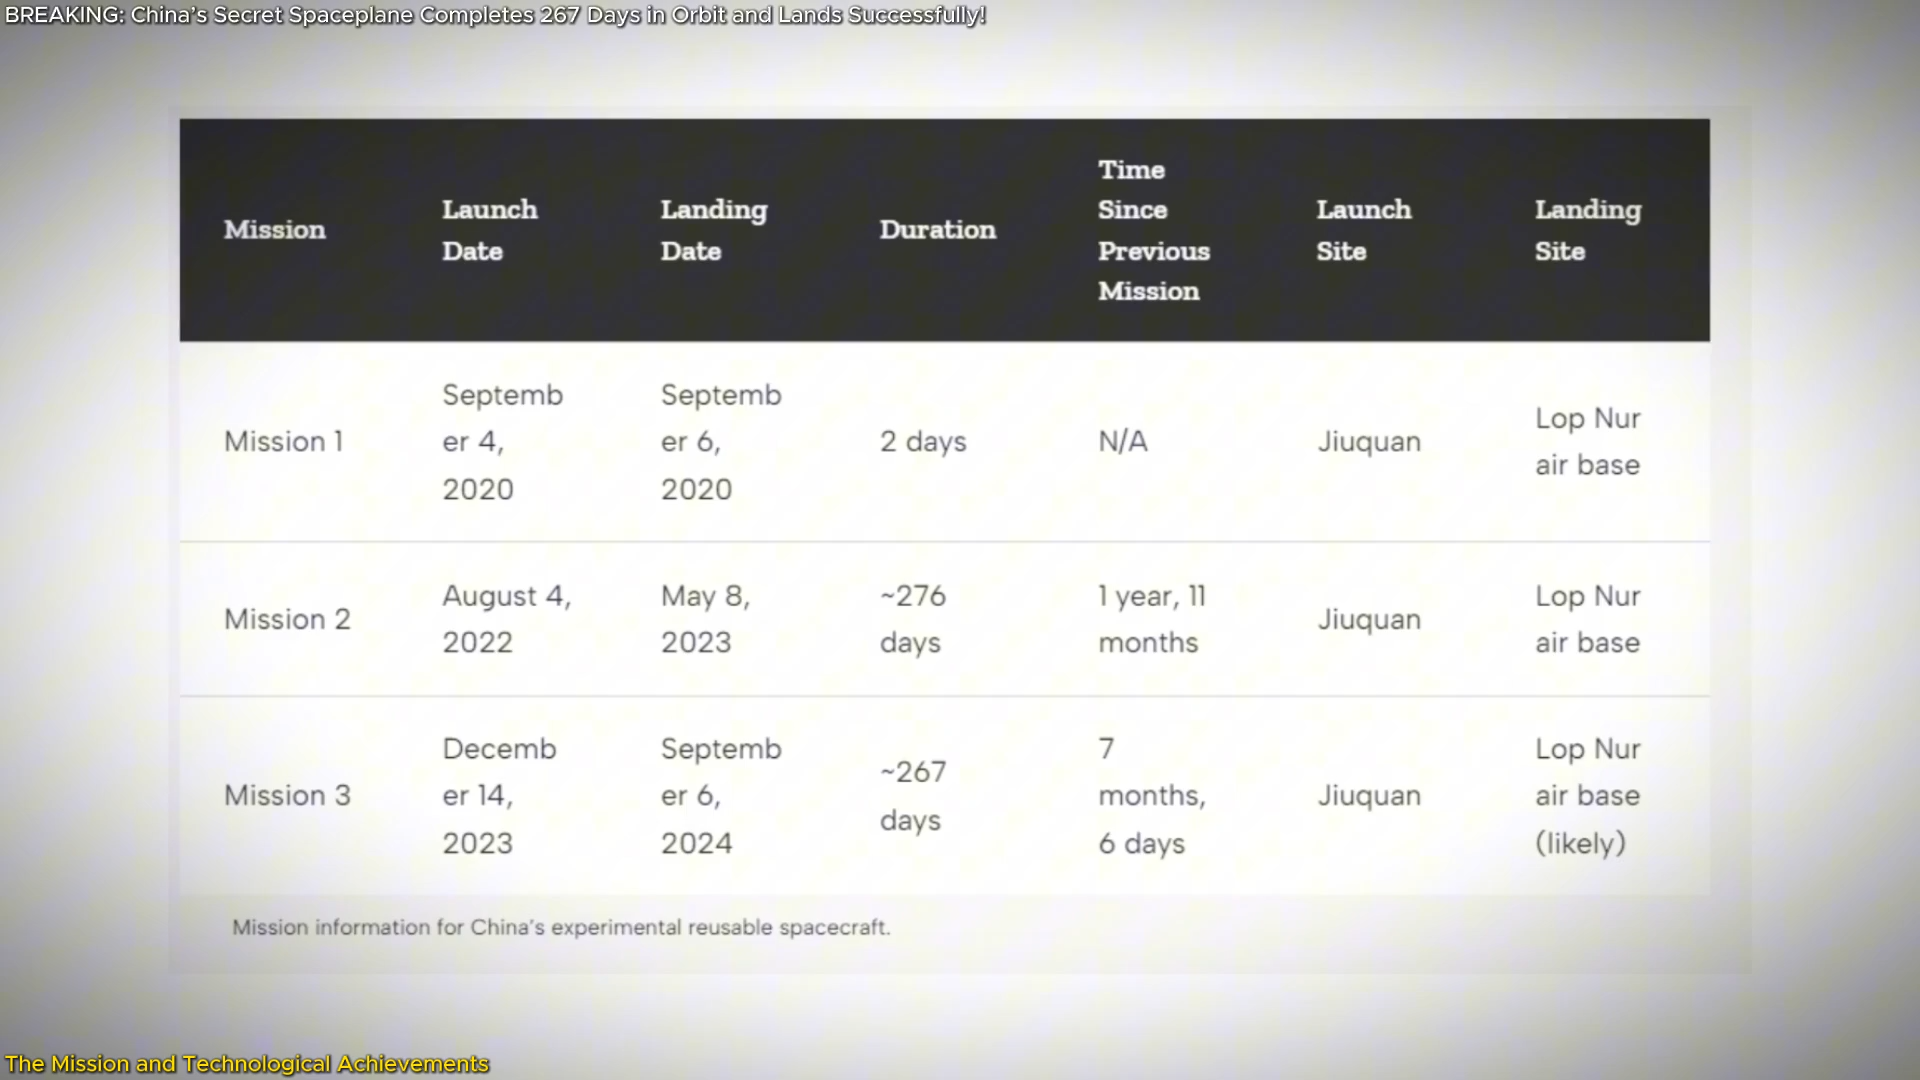 BREAKING: China’s Secret Spaceplane Completes 267 Days in Orbit and Lands Successfully!
Mission
Launch
Date
Landing
Date
Duration
Time
Since
Previous
Mission
Launch
Site
Landing
Site
Mission 1
Septemb
er 4,
2020
Septemb
er 6,
2020
2 days
N/A
Jiuquan
Lop Nur
air base
Mission 2
August 4,
2022
May 8,
2023
~276
days
1 year, 11
months
Jiuquan
Lop Nur
air base
Mission 3
Decemb
er 14,
2023
Septemb
er 6,
2024
~267
days
7
months,
6 days
Jiuquan
Lop Nur
air base
(likely)
Mission information for China’s experimental reusable spacecraft.
The Mission and Technological Achievements